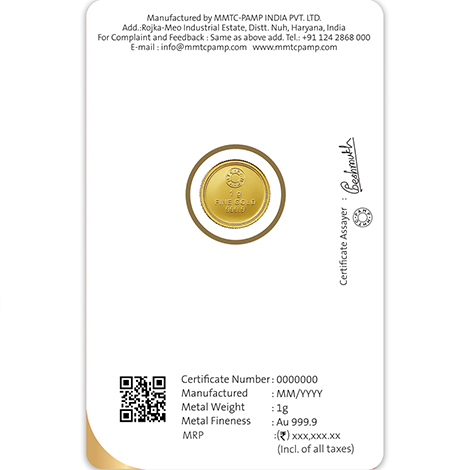 Manufactured by MMTC-PAMP INDIA PVT. LTD.
Add.:Rojka-Meo Industrial Estate, Distt. Nuh, Haryana, India
For Complaint and Feedback : Same as above add. Tel.: +91 124 2868 000
E-mail : info@mmtcpamp.com | www.mmtcpamp.com
1 g
FINE GOLD
999.9
Certificate Assayer :
Certificate Number : 0000000
Manufactured : MM/YYYY
Metal Weight : 1g
Metal Fineness : Au 999.9
MRP :(₹) xxx,xxx.xx
(Incl. of all taxes)